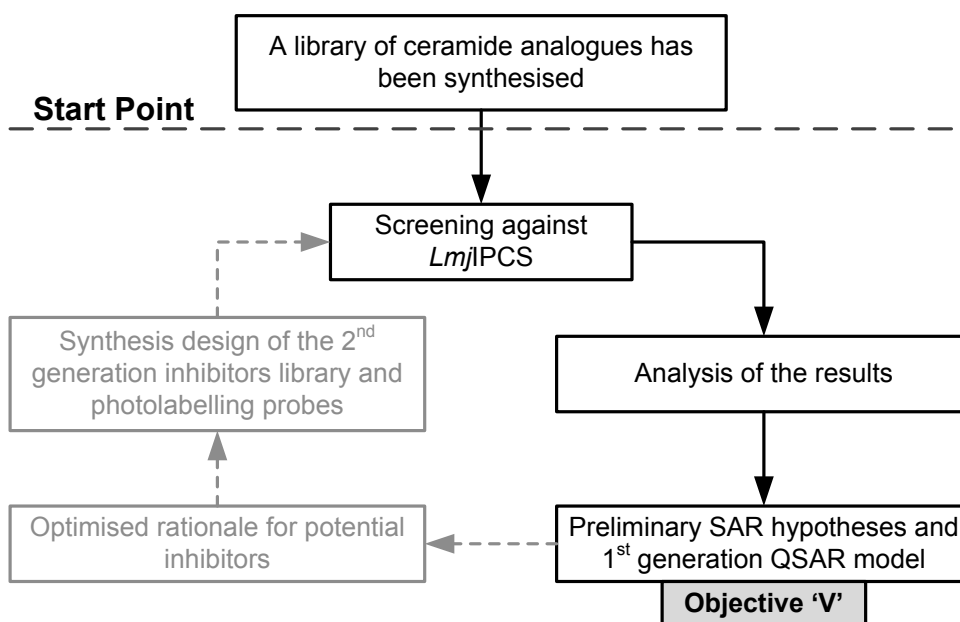 A library of ceramide analogues has
been synthesised
Start Point
Screening against
LmjIPCS
Analysis of the results
Preliminary SAR hypotheses and
1st generation QSAR model
Objective ‘V’
Optimised rationale for potential
inhibitors
Synthesis design of the 2nd
generation inhibitors library and
photolabelling probes